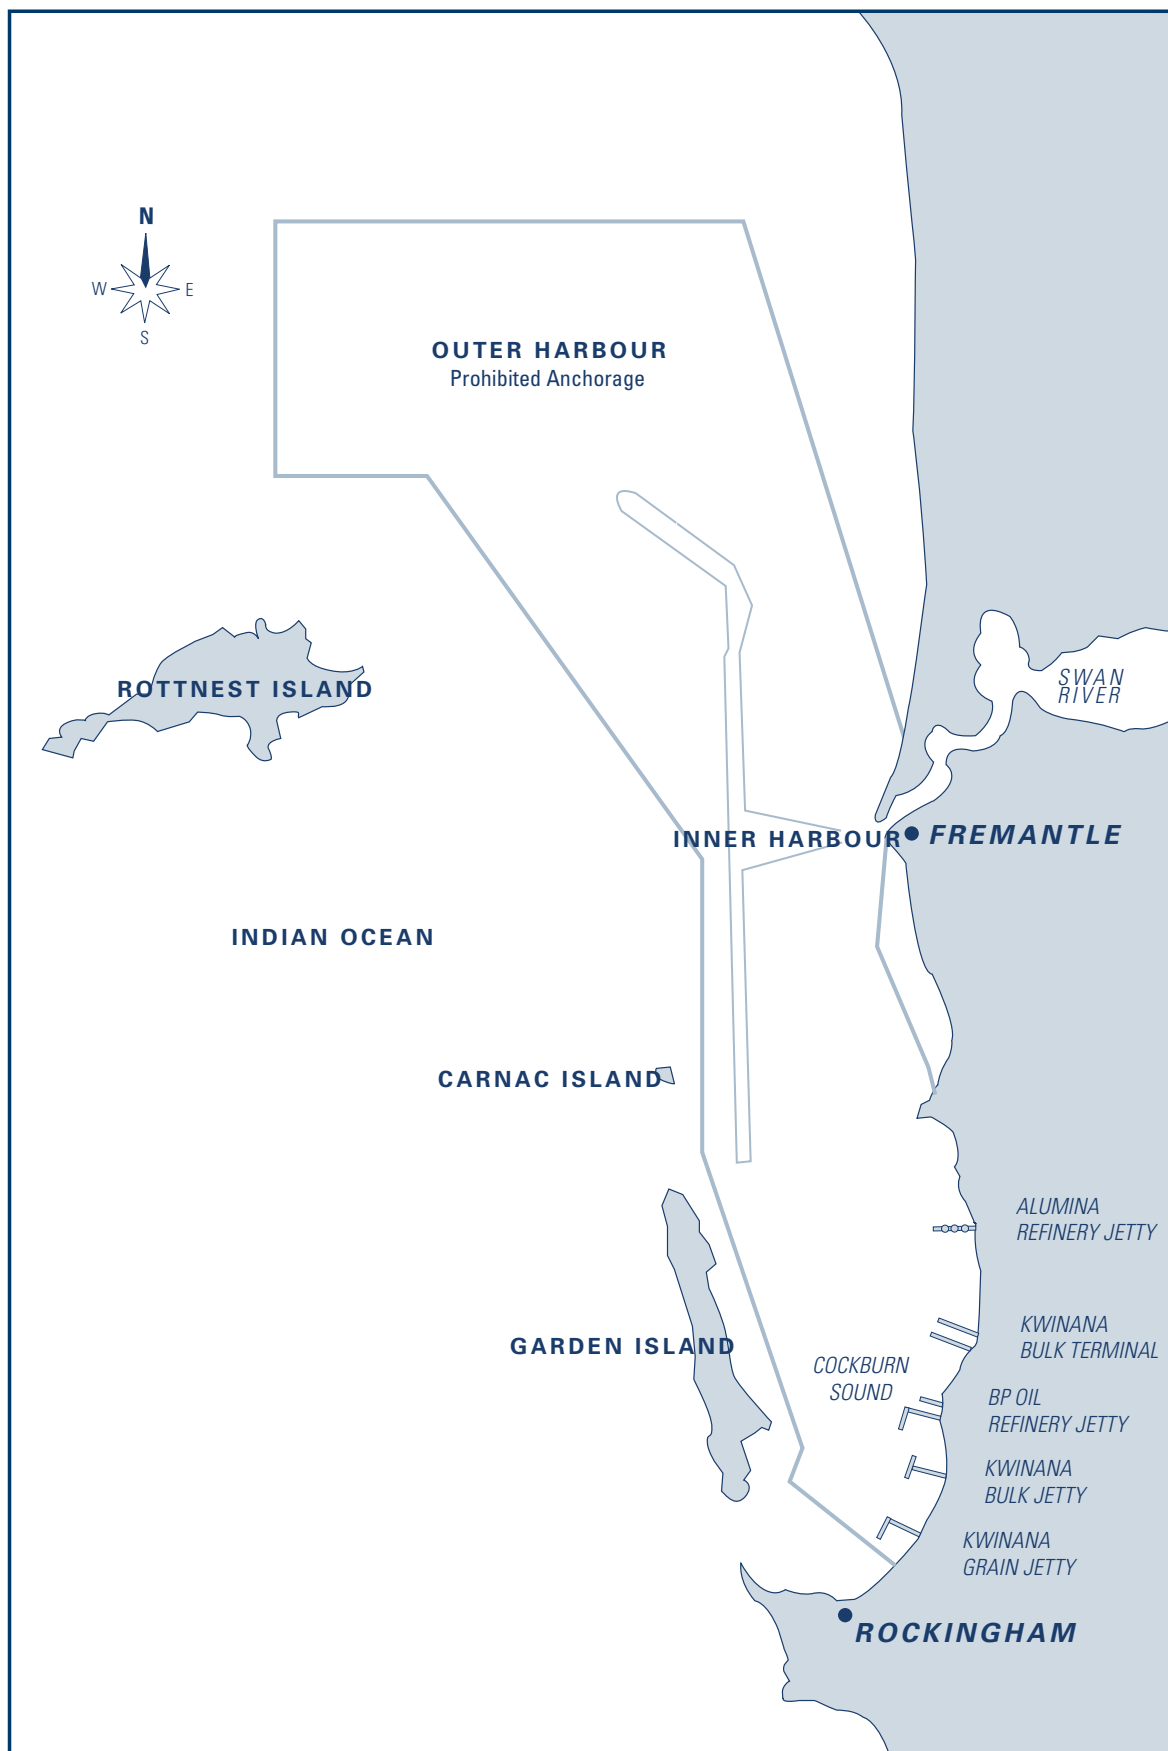 N
W
E
S
OUTER HARBOUR
Prohibited Anchorage
ROTTNEST ISLAND
SWAN
RIVER
INNER HARBOUR
FREMANTLE
INDIAN OCEAN
CARNAC ISLAND
ALUMINA
REFINERY JETTY
KWINANA
BULK TERMINAL
GARDEN ISLAND
COCKBURN
SOUND
BP OIL
REFINERY JETTY
KWINANA
BULK JETTY
KWINANA
GRAIN JETTY
ROCKINGHAM